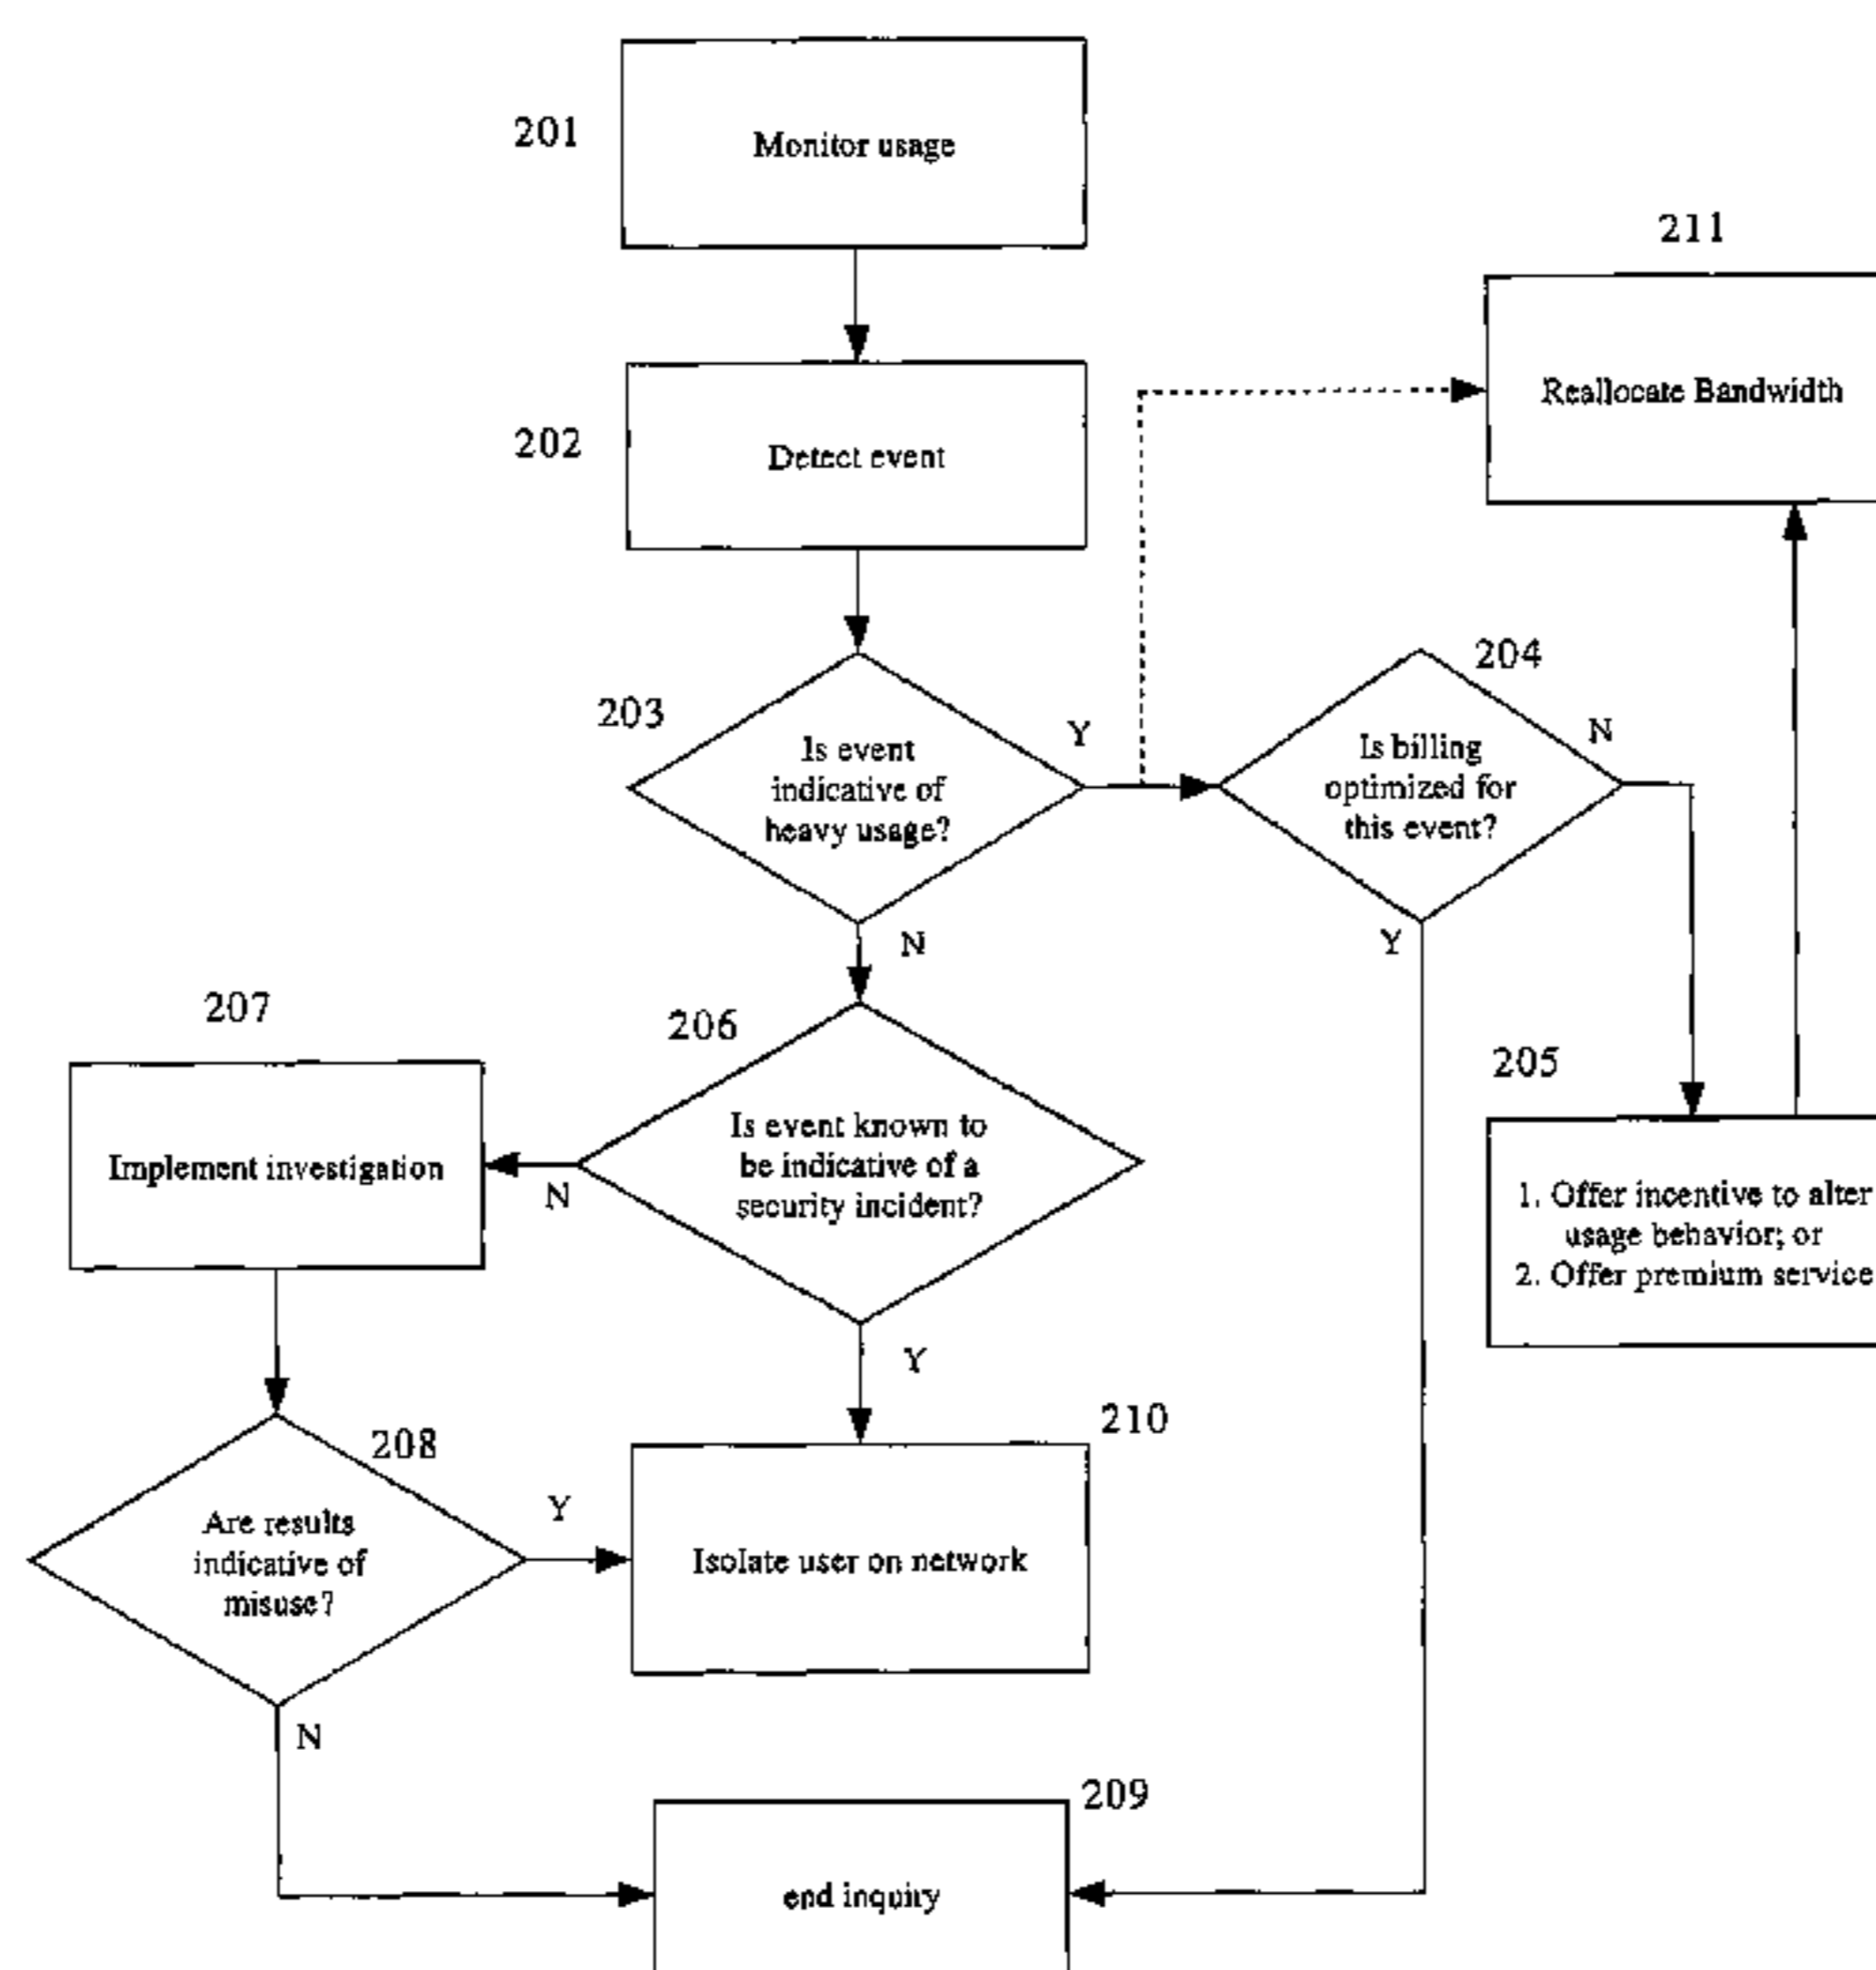 201
Monitor usage
211
Reallocate Bandwidth
202
Detect event
204
203
Y
N
Is event
indicative of
heavy usage?
Is billing
optimized for
this event?
N
Y
207
206
205
Implement investigation
N
Is event known to
be indicative of a
security incident?
1. Offer incentive to alter
usage behavior; or
2. Offer premium service
Y
208
210
Are results
indicative of
misuse?
Y
Isolate user on network
N
209
end inquiry